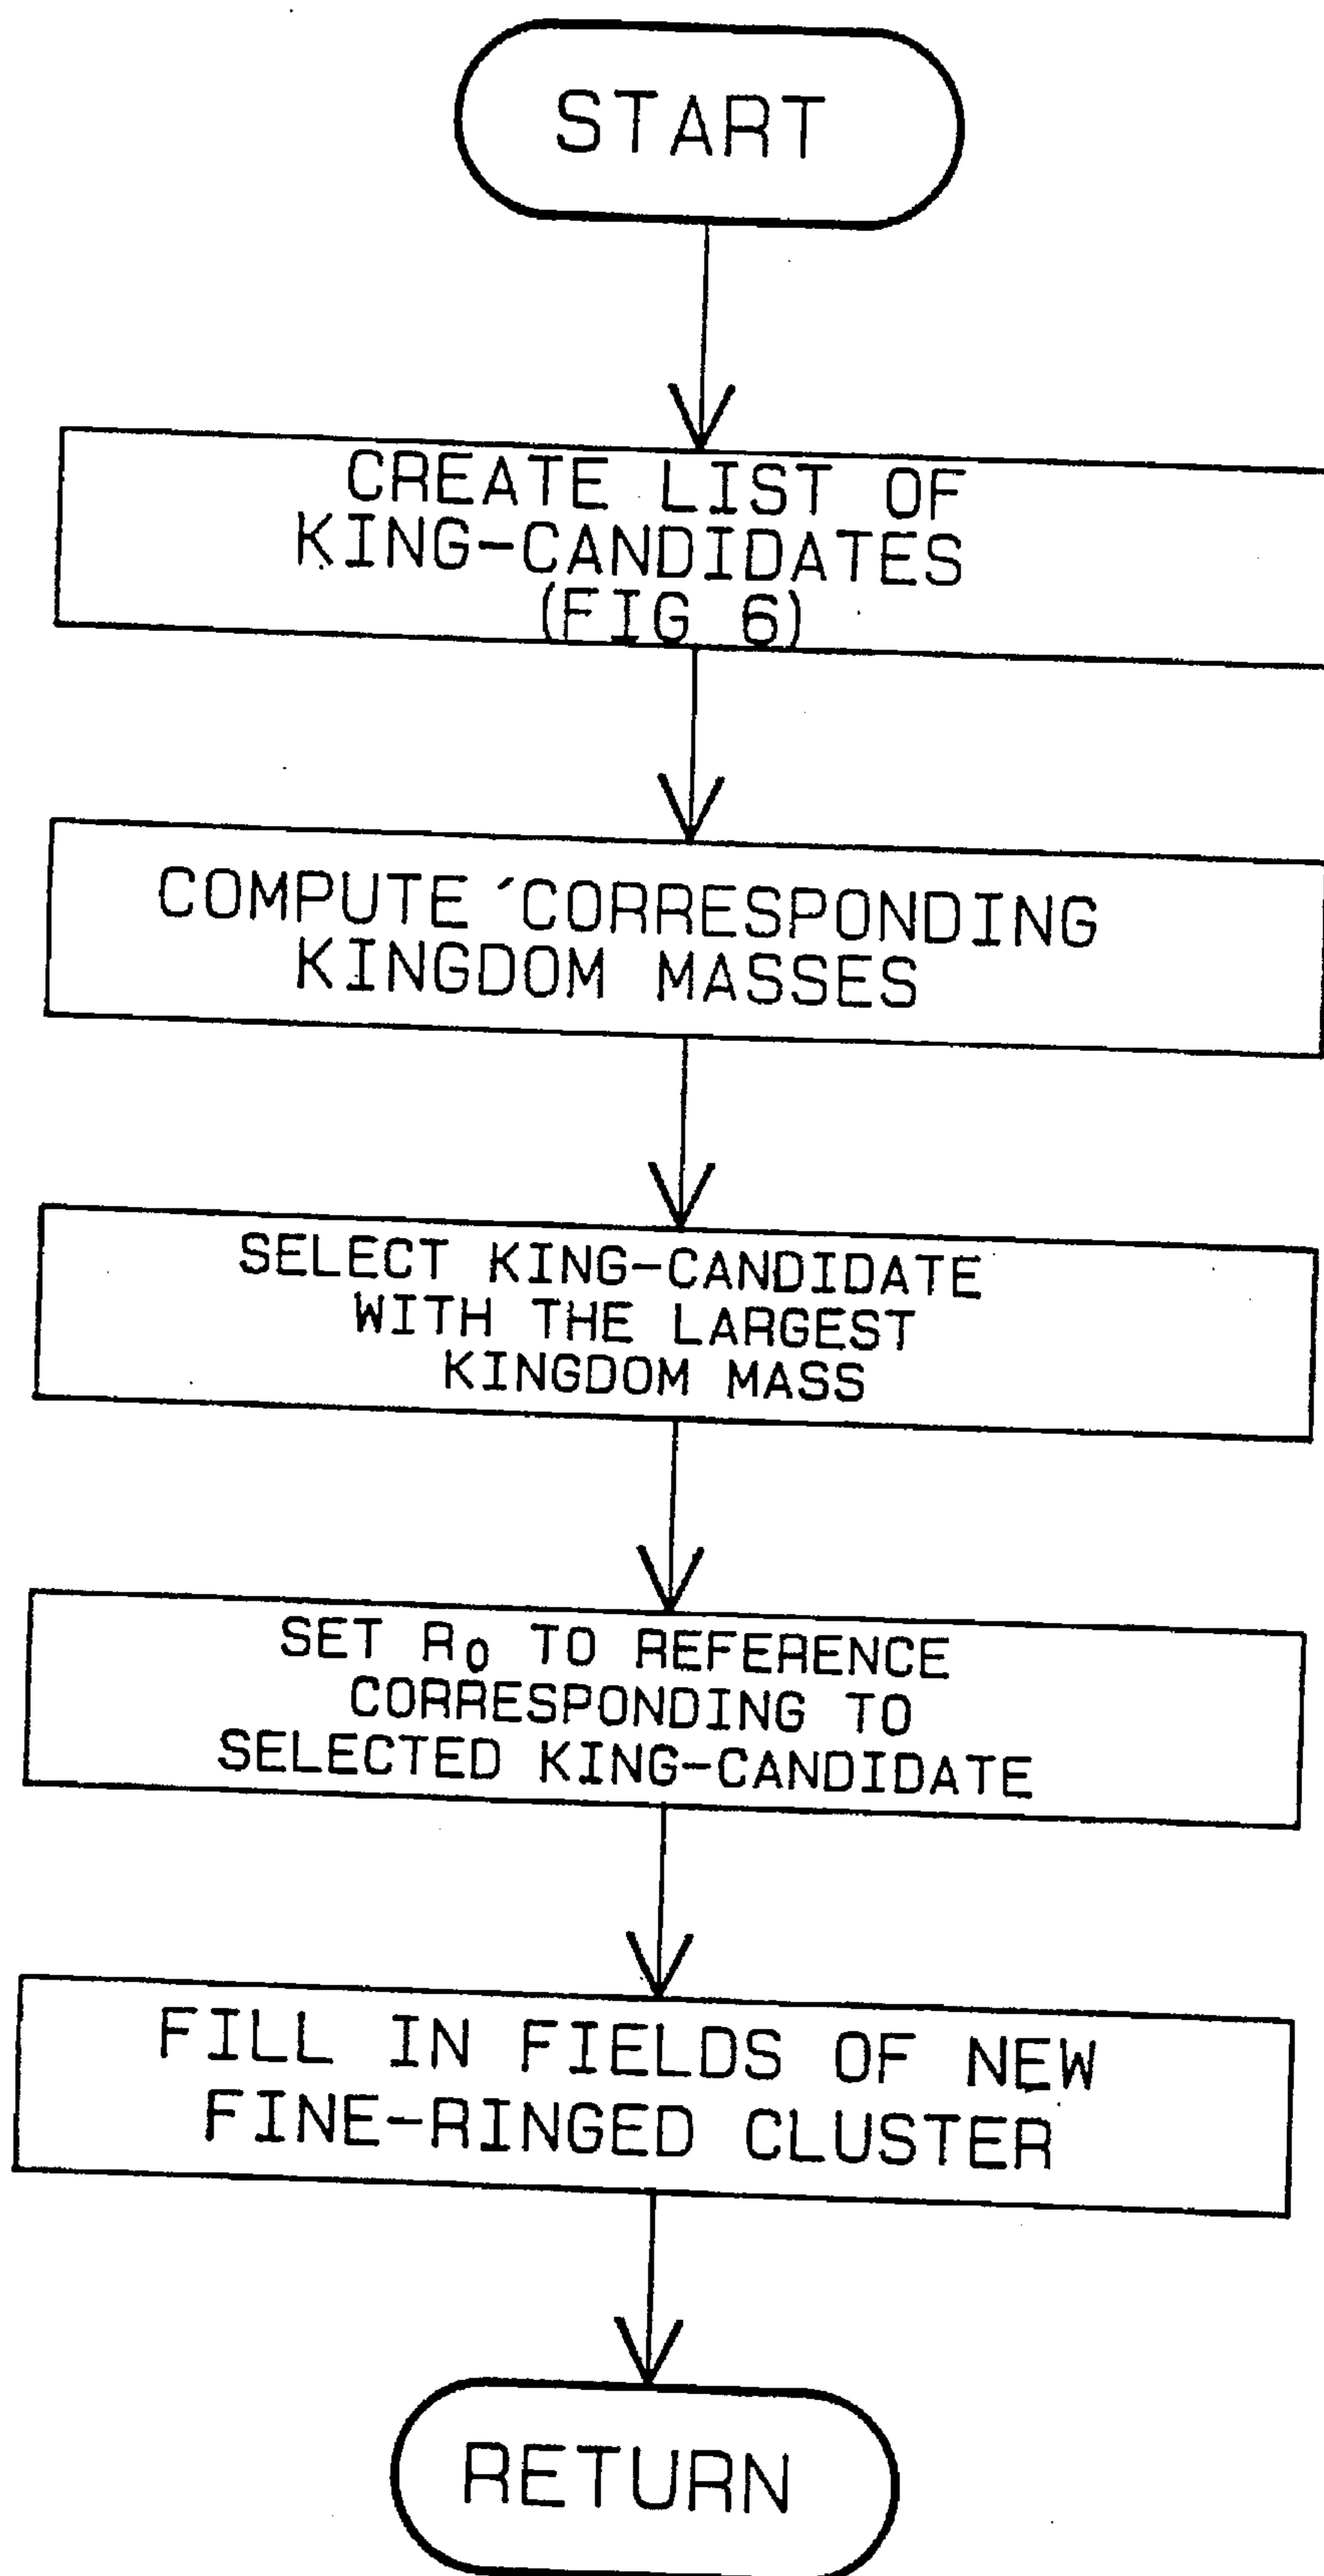 START
CREATE LIST OF
KING-CANDIDATES
(FIG 6)
COMPUTE CORRESPONDING
KINGDOM MASSES
SELECT KING-CANDIDATE
WITH THE LARGEST
KINGDOM MASS
SET R₀ TO REFERENCE
CORRESPONDING TO
SELECTED KING-CANDIDATE
FILL IN FIELDS OF NEW
FINE-RINGED CLUSTER
RETURN